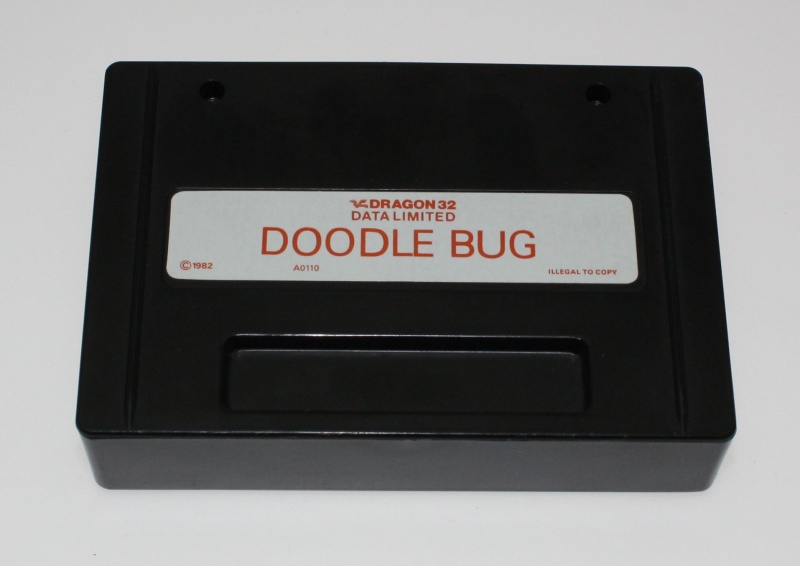 DRAGON 32
DATA LIMITED
DOODLE BUG
©1982
A0110
ILLEGAL TO COPY